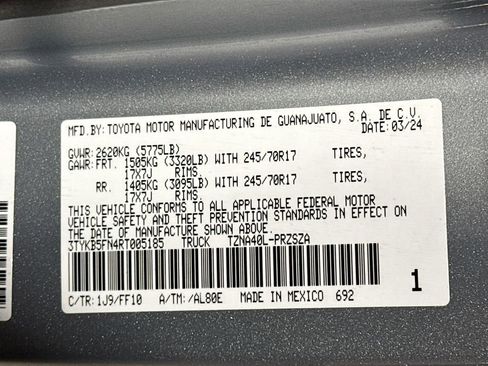 MFD.BY:TOYOTA MOTOR MANUFACTURING DE GUANAJUATO, S.A. DE C.V.
DATE:03/24
GVWR:2620KG (5775LB)
GAWR:FRT. 1505KG (3320LB) WITH 245/70R17 TIRES,
17X7J RIMS
RR. 1405KG (3095LB) WITH 245/70R17 TIRES,
17X7J RIMS
THIS VEHICLE CONFORMS TO ALL APPLICABLE FEDERAL MOTOR
VEHICLE SAFETY AND THEFT PREVENTION STANDARDS IN EFFECT ON
THE DATE OF MANUFACTURE SHOWN ABOVE.
3TYKB5FN4RT005185 TRUCK TZNA40L-PRZSZA
1
C/TR:1J9/FF10 A/TM:/AL80E MADE IN MEXICO 692